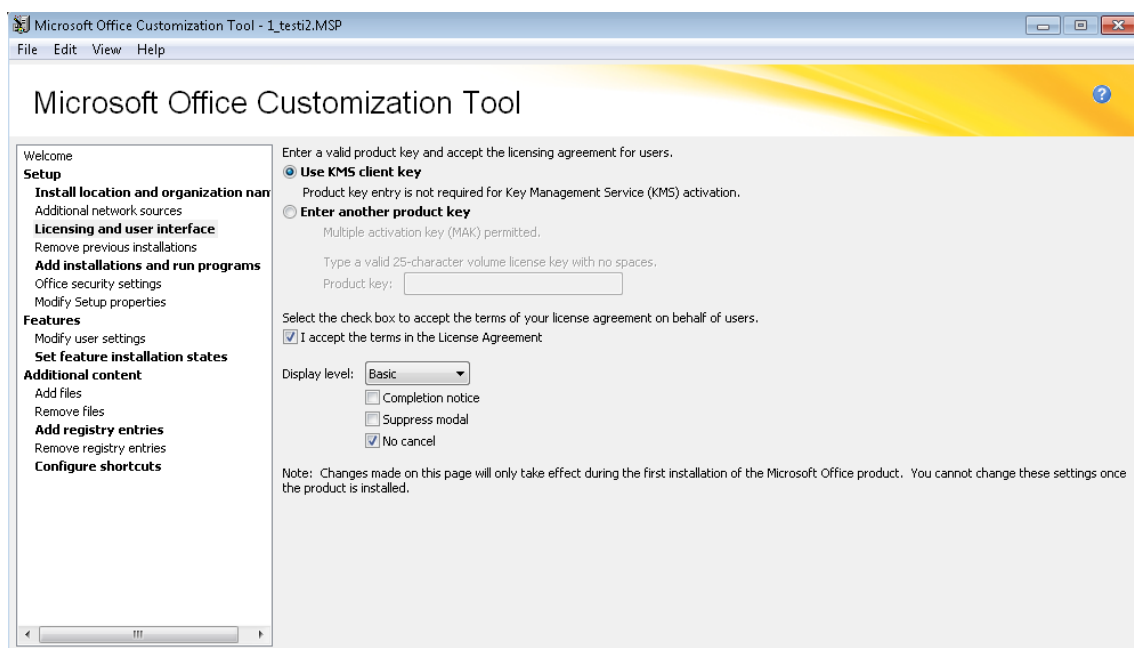 Microsoft Office Customization Tool - 1_testi2.MSP
File Edit View Help
Microsoft Office Customization Tool
Welcome
Setup
Install location and organization nam
Additional network sources
Licensing and user interface
Remove previous installations
Add installations and run programs
Office security settings
Modify Setup properties
Features
Modify user settings
Set feature installation states
Additional content
Add files
Remove files
Add registry entries
Remove registry entries
Configure shortcuts
Enter a valid product key and accept the licensing agreement for users.
Use KMS client key
Product key entry is not required for Key Management Service (KMS) activation.
Enter another product key
Multiple activation key (MAK) permitted.
Type a valid 25-character volume license key with no spaces.
Product key:
Select the check box to accept the terms of your license agreement on behalf of users.
I accept the terms in the License Agreement
Display level: Basic
Completion notice
Suppress modal
No cancel
Note: Changes made on this page will only take effect during the first installation of the Microsoft Office product. You cannot change these settings once
the product is installed.